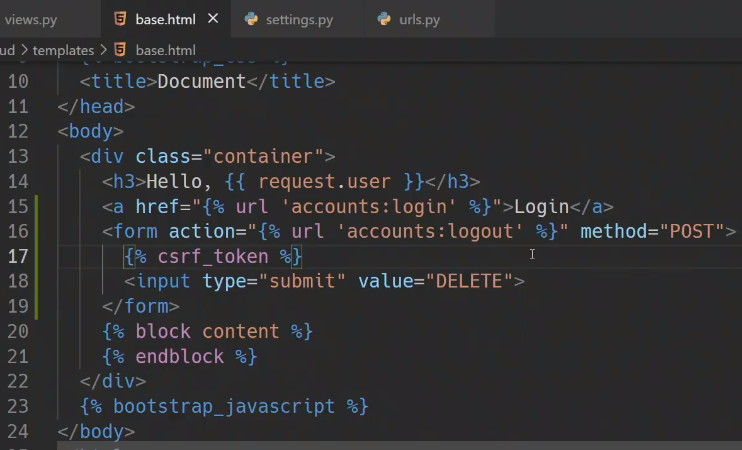 views.py base.html settings.py urls.py
ud > templates > base.html
10 <title>Document</title>
11 </head>
12 <body>
13 <div class="container">
14 <h3>Hello, {{ request.user }}</h3>
15 <a href="{% url 'accounts:login' %}">Login</a>
16 <form action="{% url 'accounts:logout' %}" method="POST">
17 {% csrf_token %}
18 <input type="submit" value="DELETE">
19 </form>
20 {% block content %}
21 {% endblock %}
22 </div>
23 {% bootstrap_javascript %}
24 </body>